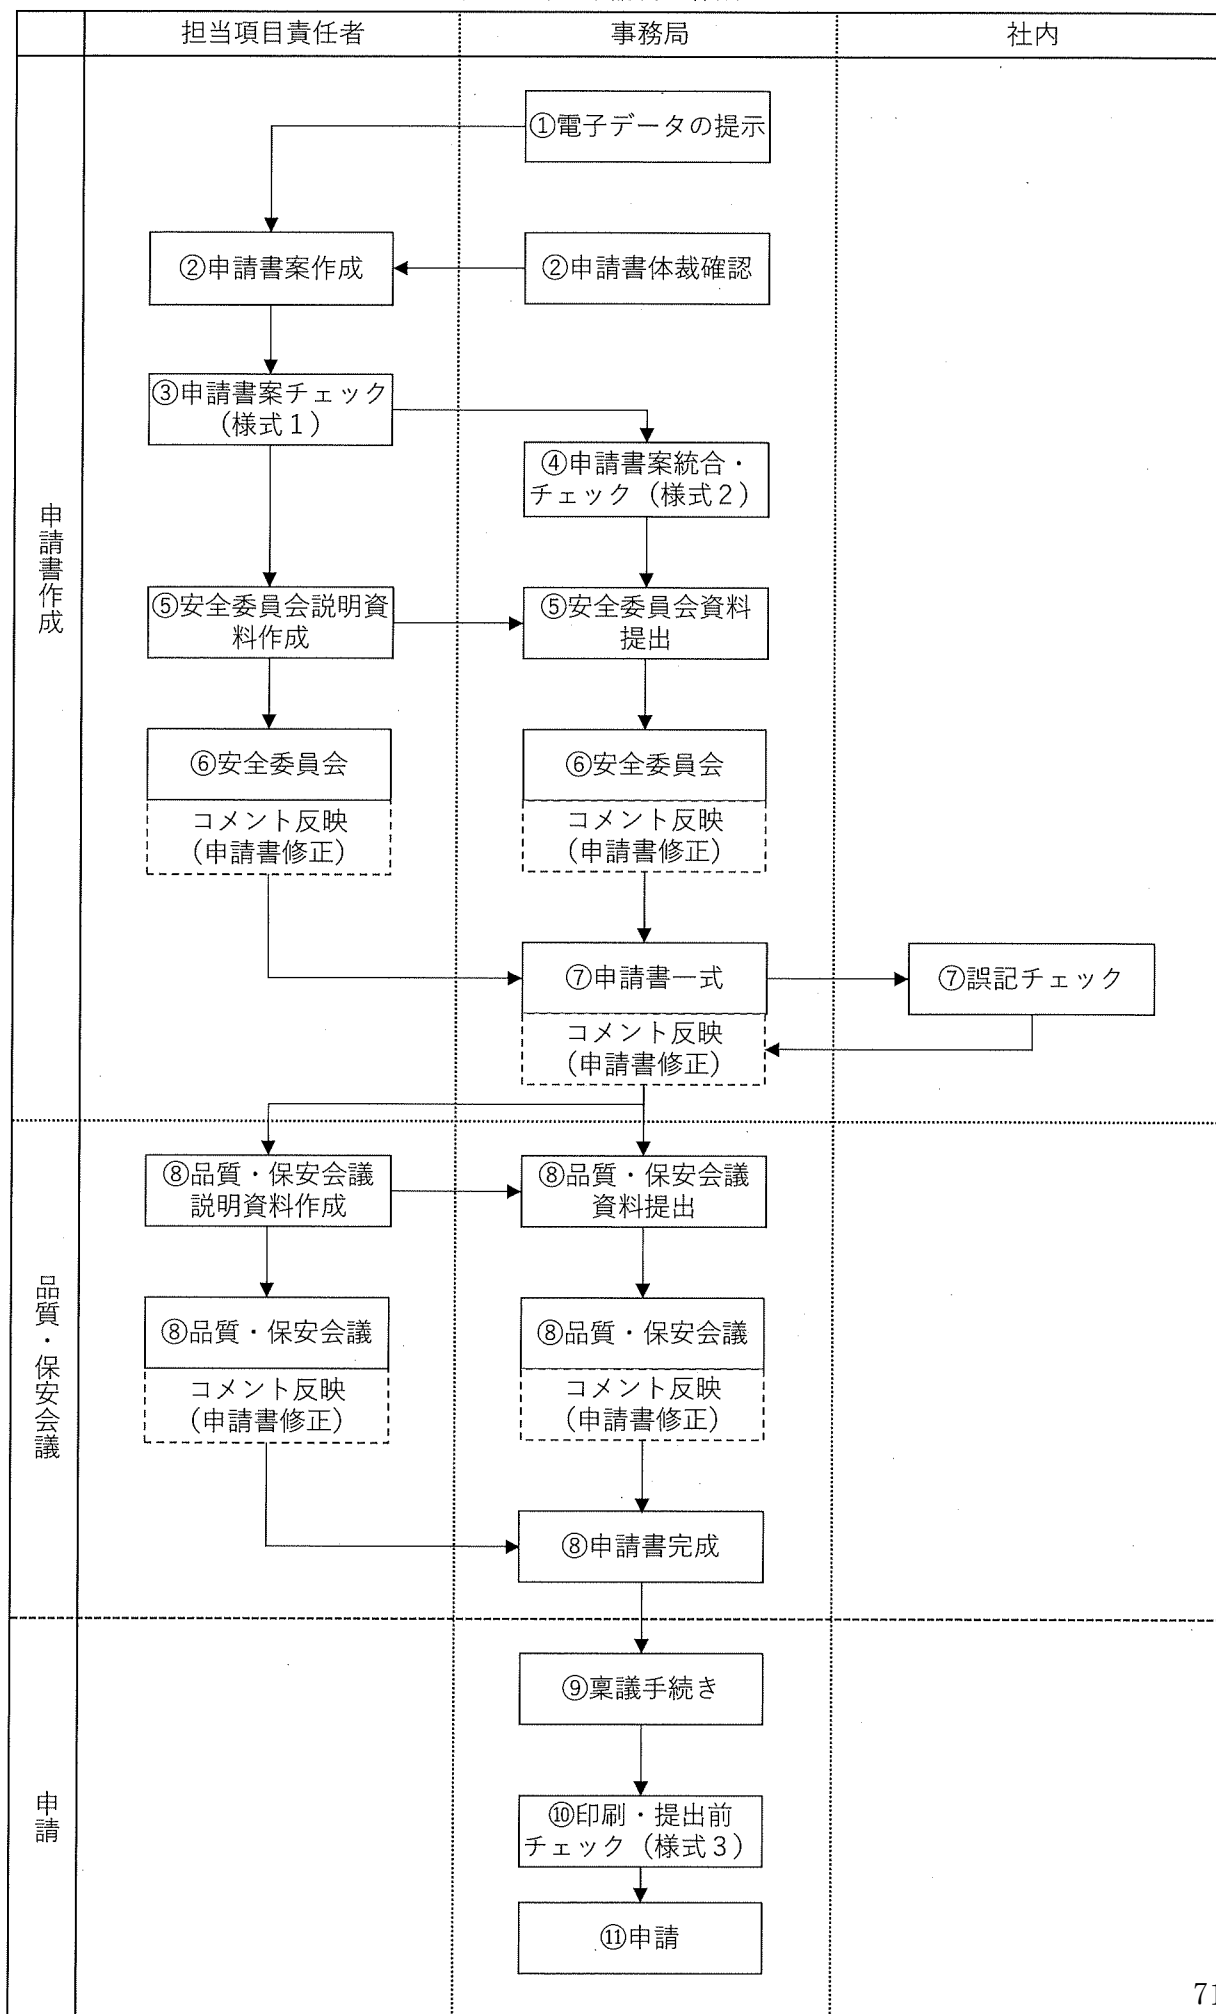 担当項目責任者
事務局
社内
申請書作成
①電子データの提示
②申請書案作成
②申請書体裁確認
③申請書案チェック
(様式1)
④申請書案統合・
チェック(様式2)
⑤安全委員会説明資
料作成
⑤安全委員会資料
提出
⑥安全委員会
コメント反映
(申請書修正)
⑥安全委員会
コメント反映
(申請書修正)
⑦申請書一式
コメント反映
(申請書修正)
⑦誤記チェック
品質・保安会議
⑧品質・保安会議
説明資料作成
⑧品質・保安会議
資料提出
⑧品質・保安会議
コメント反映
(申請書修正)
⑧品質・保安会議
コメント反映
(申請書修正)
⑧申請書完成
申請
⑨稟議手続き
⑩印刷・提出前
チェック(様式3)
⑪申請
71